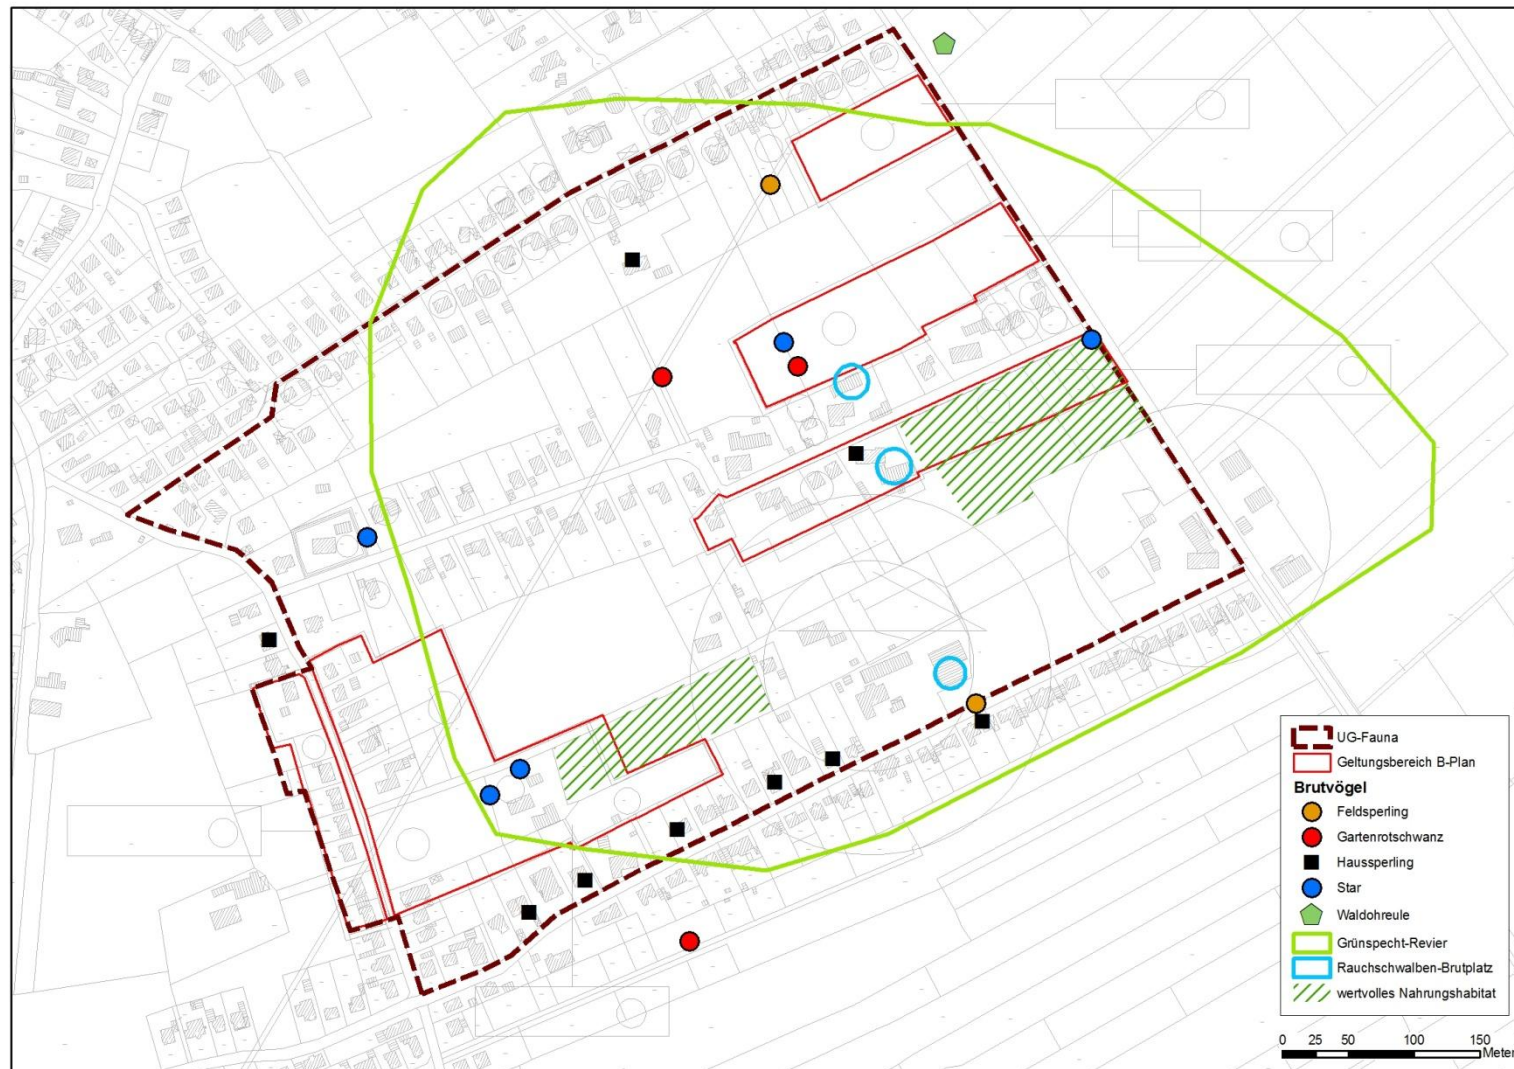 UG-Fauna
Geltungsbereich B-Plan
Brutvögel
Feldsperling
Gartenrotschwanz
Haussperling
Star
Waldohreule
Grünspecht-Revier
Rauchschwalben-Brutplatz
wertvolles Nahrungshabitat
0 25 50 100 150
Meter